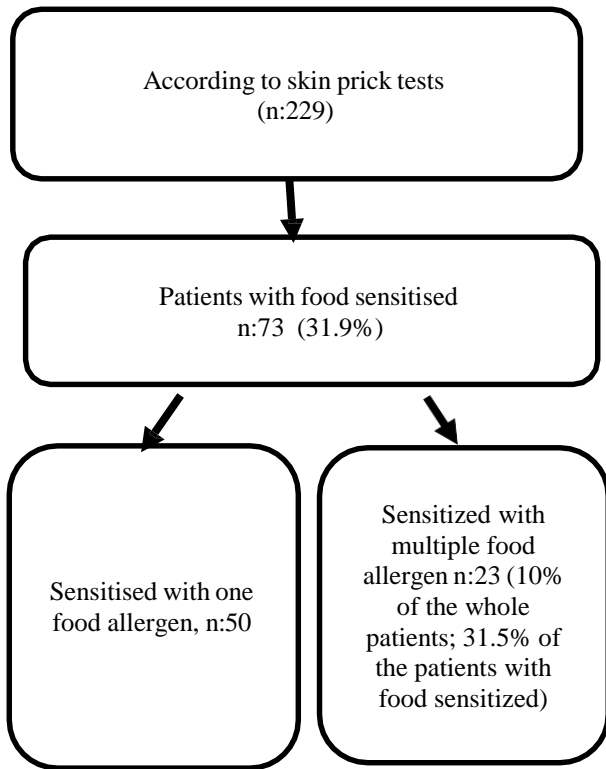 According to skin prick tests
(n:229)
Patients with food sensitised
n:73 (31.9%)
Sensitised with one
food allergen, n:50
Sensitized with
multiple food
allergen n:23 (10%
of the whole
patients; 31.5% of
the patients with
food sensitized)